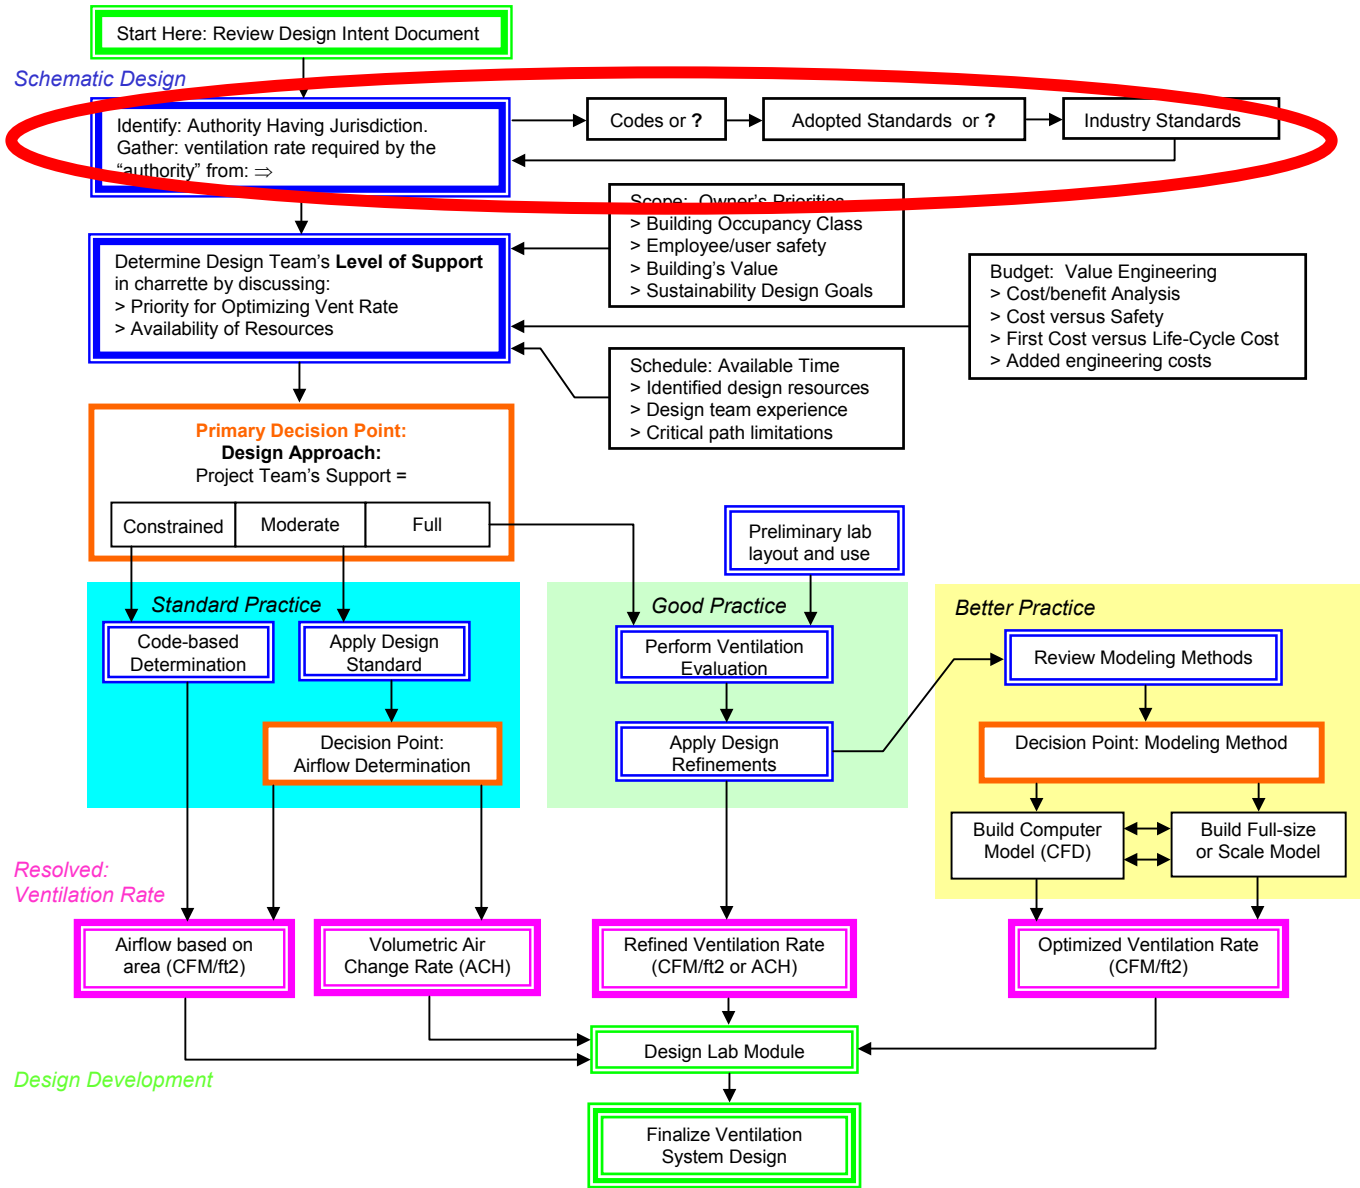 Start Here: Review Design Intent Document
Schematic Design
Identify: Authority Having Jurisdiction.
Gather: ventilation rate required by the
“authority” from: ⇒
Codes or ?
Adopted Standards or ?
Industry Standards
Scope: Owner's Priorities
> Building Occupancy Class
> Employee/user safety
> Building's Value
> Sustainability Design Goals
Determine Design Team's Level of Support
in charrette by discussing:
> Priority for Optimizing Vent Rate
> Availability of Resources
Budget: Value Engineering
> Cost/benefit Analysis
> Cost versus Safety
> First Cost versus Life-Cycle Cost
> Added engineering costs
Schedule: Available Time
> Identified design resources
> Design team experience
> Critical path limitations
Primary Decision Point:
Design Approach:
Project Team's Support =
Constrained
Moderate
Full
Preliminary lab
layout and use
Standard Practice
Good Practice
Better Practice
Code-based
Determination
Apply Design
Standard
Perform Ventilation
Evaluation
Review Modeling Methods
Decision Point:
Airflow Determination
Apply Design
Refinements
Decision Point: Modeling Method
Build Computer
Model (CFD)
Build Full-size
or Scale Model
Resolved:
Ventilation Rate
Airflow based on
area (CFM/ft2)
Volumetric Air
Change Rate (ACH)
Refined Ventilation Rate
(CFM/ft2 or ACH)
Optimized Ventilation Rate
(CFM/ft2)
Design Lab Module
Design Development
Finalize Ventilation
System Design